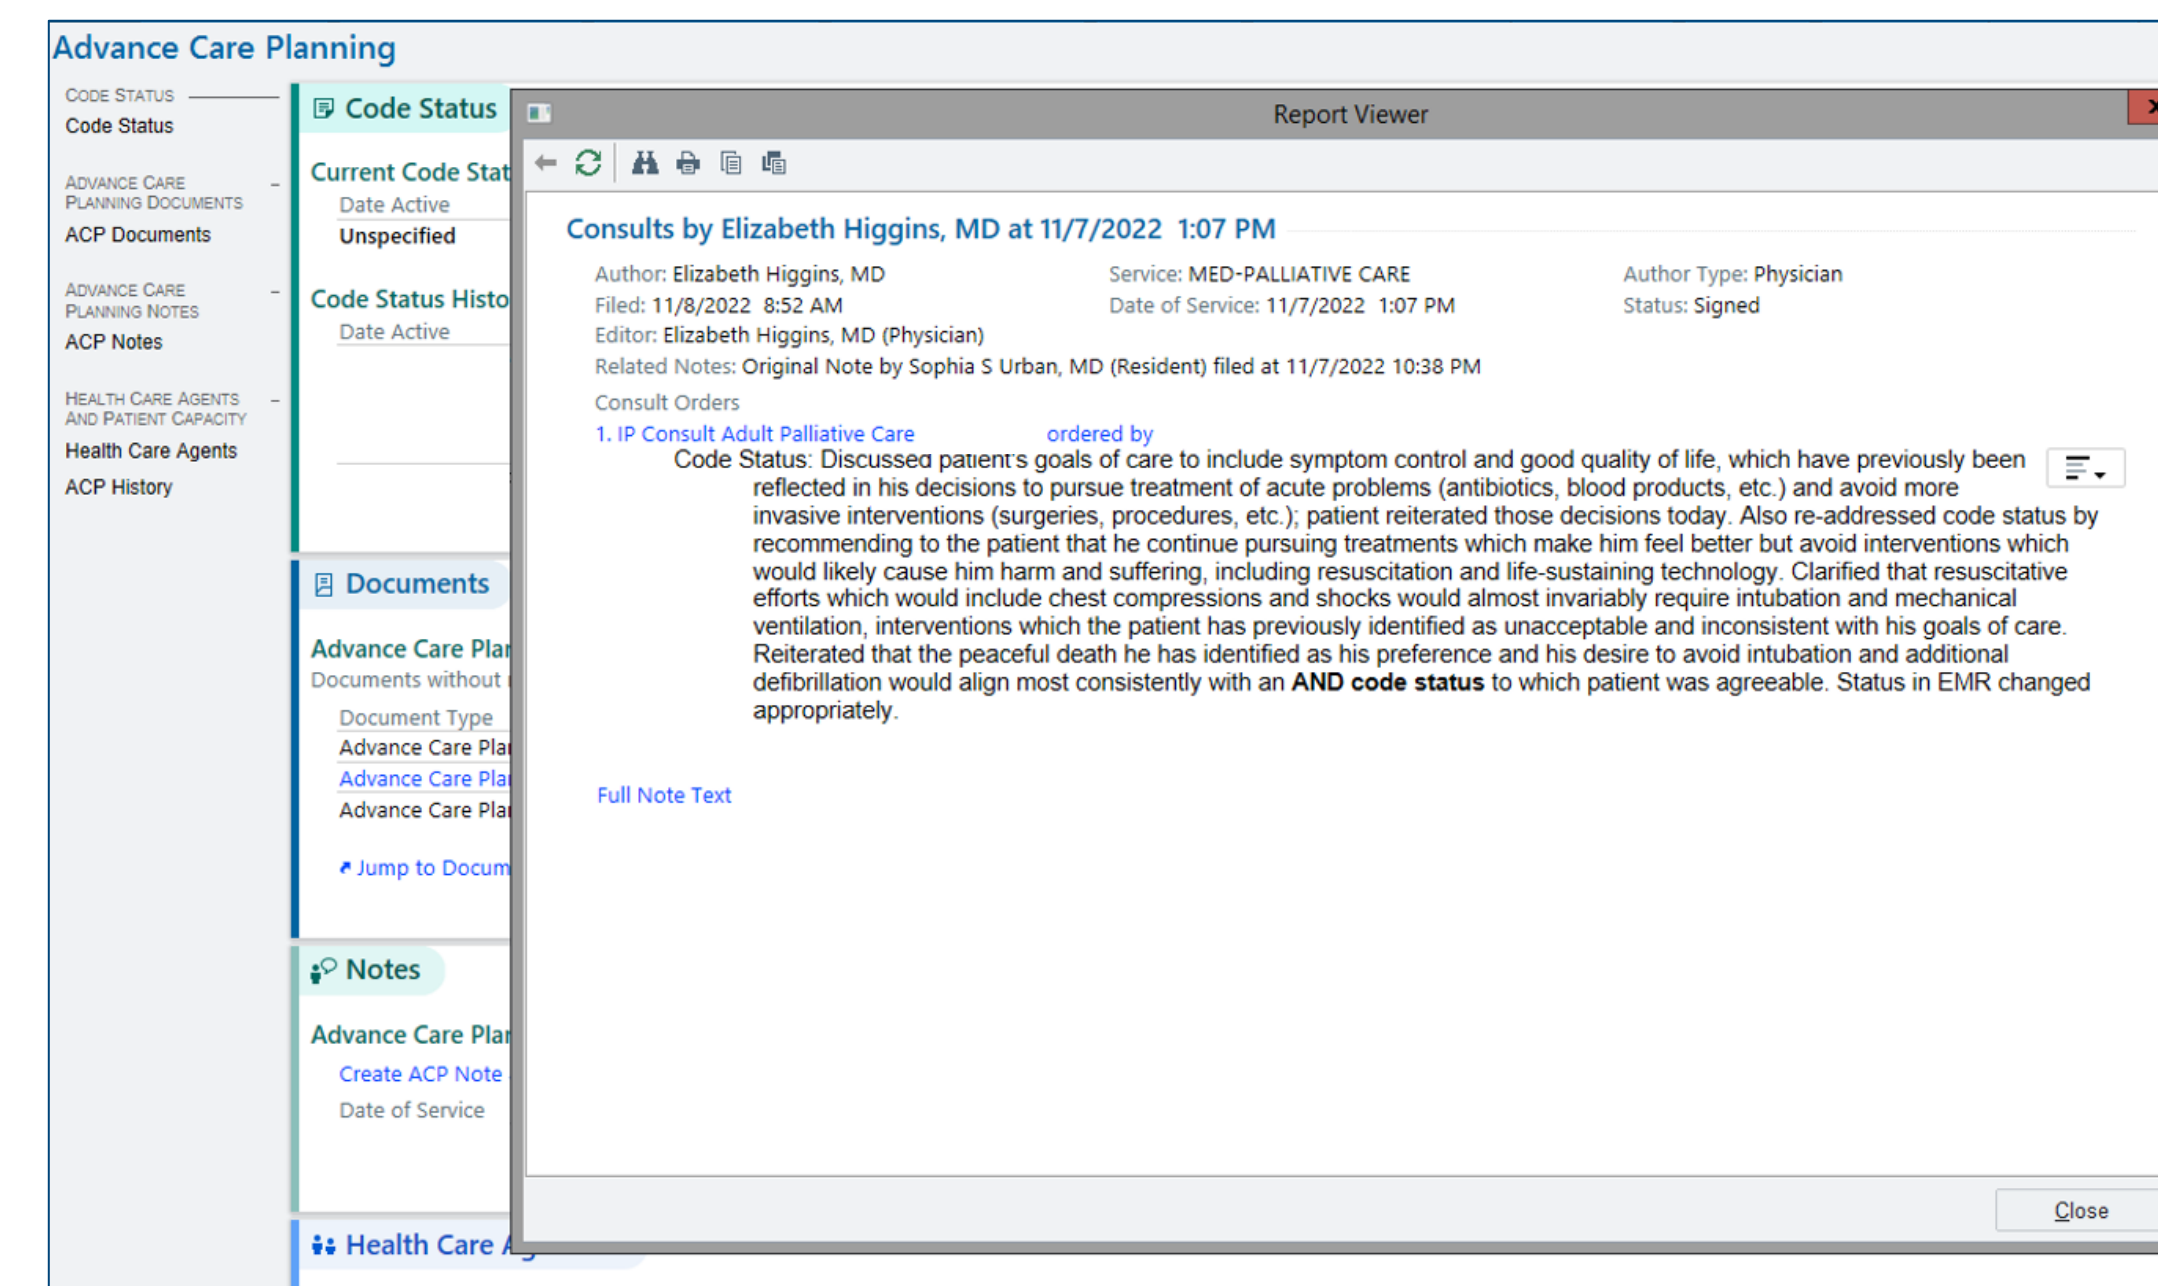 Advance Care Planning
CODE STATUS
Code Status
ADVANCE CARE
PLANNING DOCUMENTS
ACP Documents
ADVANCE CARE
PLANNING NOTES
ACP Notes
HEALTH CARE AGENTS
AND PATIENT CAPACITY
Health Care Agents
ACP History
Code Status
Current Code Stat
Date Active
Unspecified
Code Status Histo
Date Active
Documents
Advance Care Plan
Documents without
Document Type
Advance Care Plan
Advance Care Plan
Advance Care Plan
Jump to Docum
Notes
Advance Care Plan
Create ACP Note
Date of Service
Health Care
Report Viewer
Consults by Elizabeth Higgins, MD at 11/7/2022 1:07 PM
Author: Elizabeth Higgins, MD Service: MED-PALLIATIVE CARE Author Type: Physician
Filed: 11/8/2022 8:52 AM Date of Service: 11/7/2022 1:07 PM Status: Signed
Editor: Elizabeth Higgins, MD (Physician)
Related Notes: Original Note by Sophia S Urban, MD (Resident) filed at 11/7/2022 10:38 PM
Consult Orders
1. IP Consult Adult Palliative Care ordered by
Code Status: Discussed patient's goals of care to include symptom control and good quality of life, which have previously been
reflected in his decisions to pursue treatment of acute problems (antibiotics, blood products, etc.) and avoid more
invasive interventions (surgeries, procedures, etc.); patient reiterated those decisions today. Also re-addressed code status by
recommending to the patient that he continue pursuing treatments which make him feel better but avoid interventions which
would likely cause him harm and suffering, including resuscitation and life-sustaining technology. Clarified that resuscitative
efforts which would include chest compressions and shocks would almost invariably require intubation and mechanical
ventilation, interventions which the patient has previously identified as unacceptable and inconsistent with his goals of care.
Reiterated that the peaceful death he has identified as his preference and his desire to avoid intubation and additional
defibrillation would align most consistently with an AND code status to which patient was agreeable. Status in EMR changed
appropriately.
Full Note Text
Close